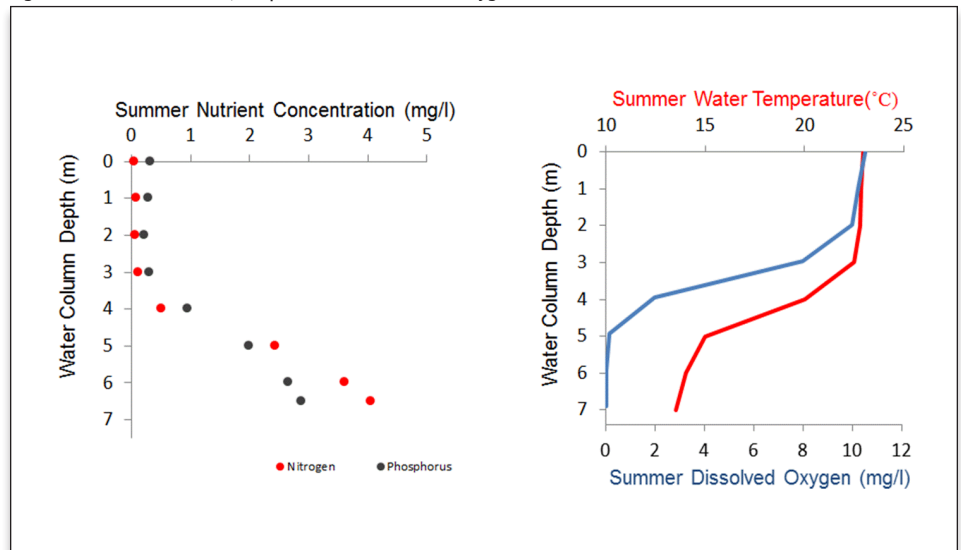 Summer Nutrient Concentration (mg/l)
0 1 2 3 4 5
Water Column Depth (m)
0
1
2
3
4
5
6
7
Nitrogen
Phosphorus
Summer Water Temperature(˚C)
10 15 20 25
Water Column Depth (m)
0
1
2
3
4
5
6
7
0 2 4 6 8 10 12
Summer Dissolved Oxygen (mg/l)